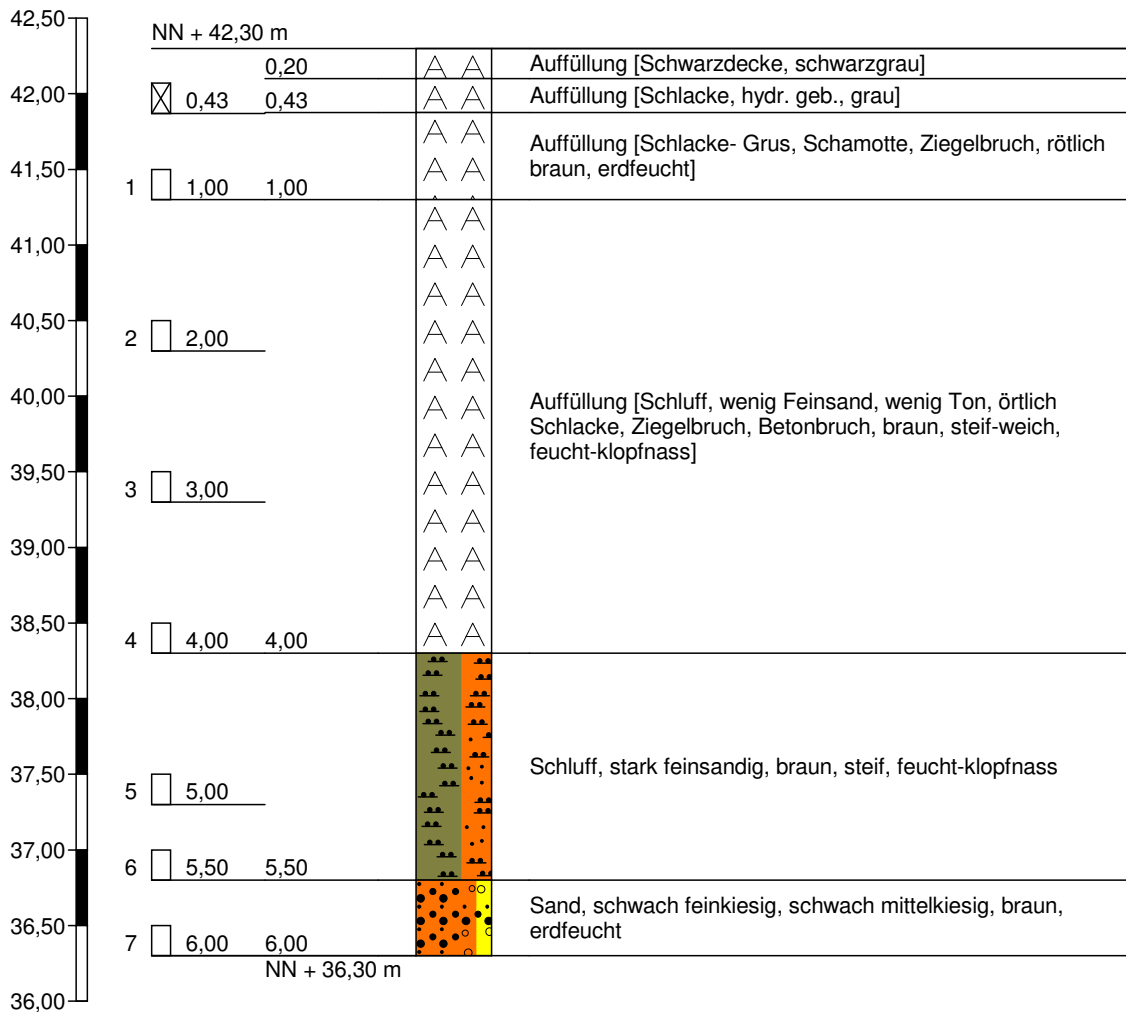 42,50
NN + 42,30 m
0,20 Auffüllung [Schwarzdecke, schwarzgrau]
42,00
0,43 0,43 Auffüllung [Schlacke, hydr. geb., grau]
Auffüllung [Schlacke- Grus, Schamotte, Ziegelbruch, rötlich
braun, erdfeucht]
41,50
1 1,00 1,00
41,00
40,50
2 2,00
40,00
Auffüllung [Schluff, wenig Feinsand, wenig Ton, örtlich
Schlacke, Ziegelbruch, Betonbruch, braun, steif-weich,
feucht-klopfnass]
39,50
3 3,00
39,00
38,50
4 4,00 4,00
38,00
37,50
Schluff, stark feinsandig, braun, steif, feucht-klopfnass
5 5,00
37,00
6 5,50 5,50
36,50
Sand, schwach feinkiesig, schwach mittelkiesig, braun,
erdfeucht
7 6,00 6,00
NN + 36,30 m
36,00